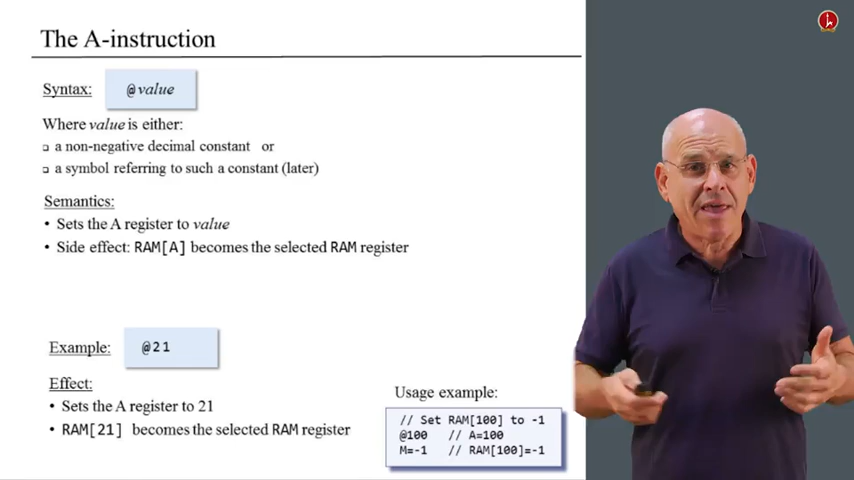 The A-instruction
Syntax: @value
Where value is either:
❑ a non-negative decimal constant or
❑ a symbol referring to such a constant (later)
Semantics:
• Sets the A register to value
• Side effect: RAM[A] becomes the selected RAM register
Example: @21
Effect:
• Sets the A register to 21
• RAM[21] becomes the selected RAM register
Usage example:
// Set RAM[100] to -1
@100 // A=100
M=-1 // RAM[100]=-1